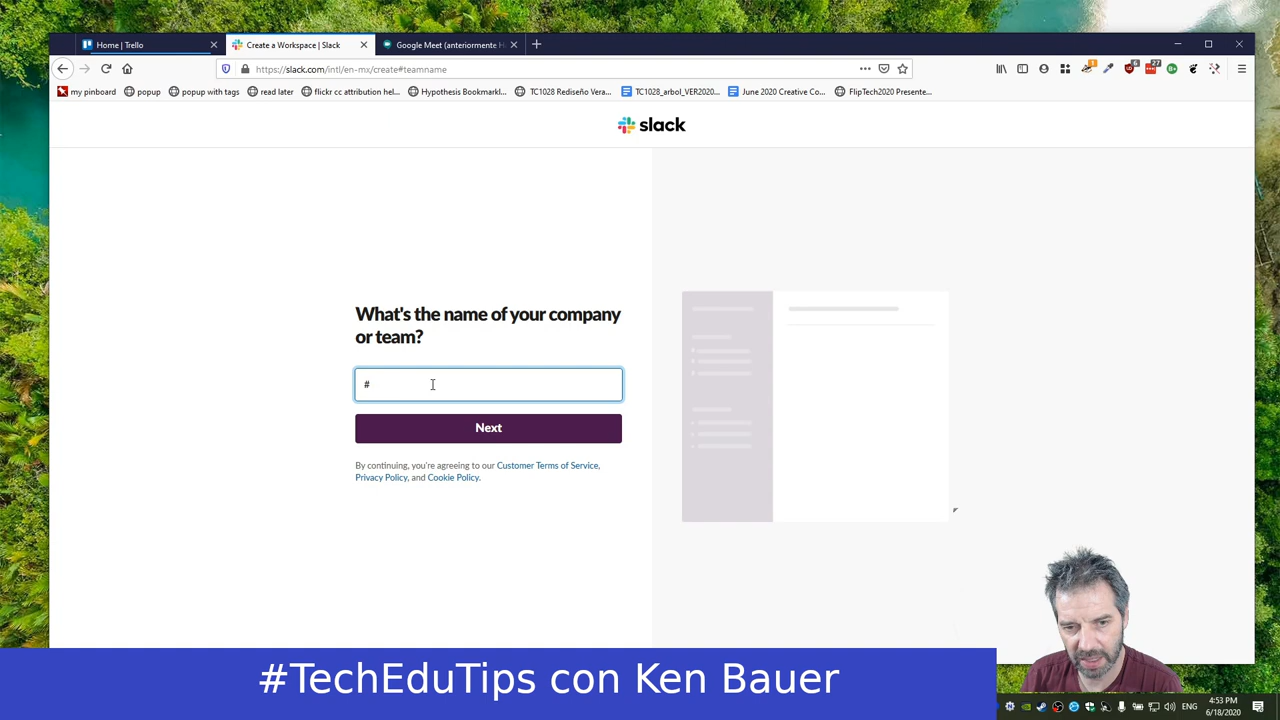 Home | Trello
Create a Workspace | Slack
Google Meet (anteriormente H
https://slack.com/intl/en-mx/create#teamname
my pinboard
popup
popup with tags
read later
flickr cc attribution hel...
Hypothesis Bookmarkl...
TC1028 Rediseño Vera...
TC1028_arbol_VER2020...
June 2020 Creative Co...
FlipTech2020 Presente...
slack
What's the name of your company
or team?
#
Next
By continuing, you're agreeing to our Customer Terms of Service,
Privacy Policy, and Cookie Policy.
#TechEduTips con Ken Bauer
ENG
4:53 PM
6/18/2020